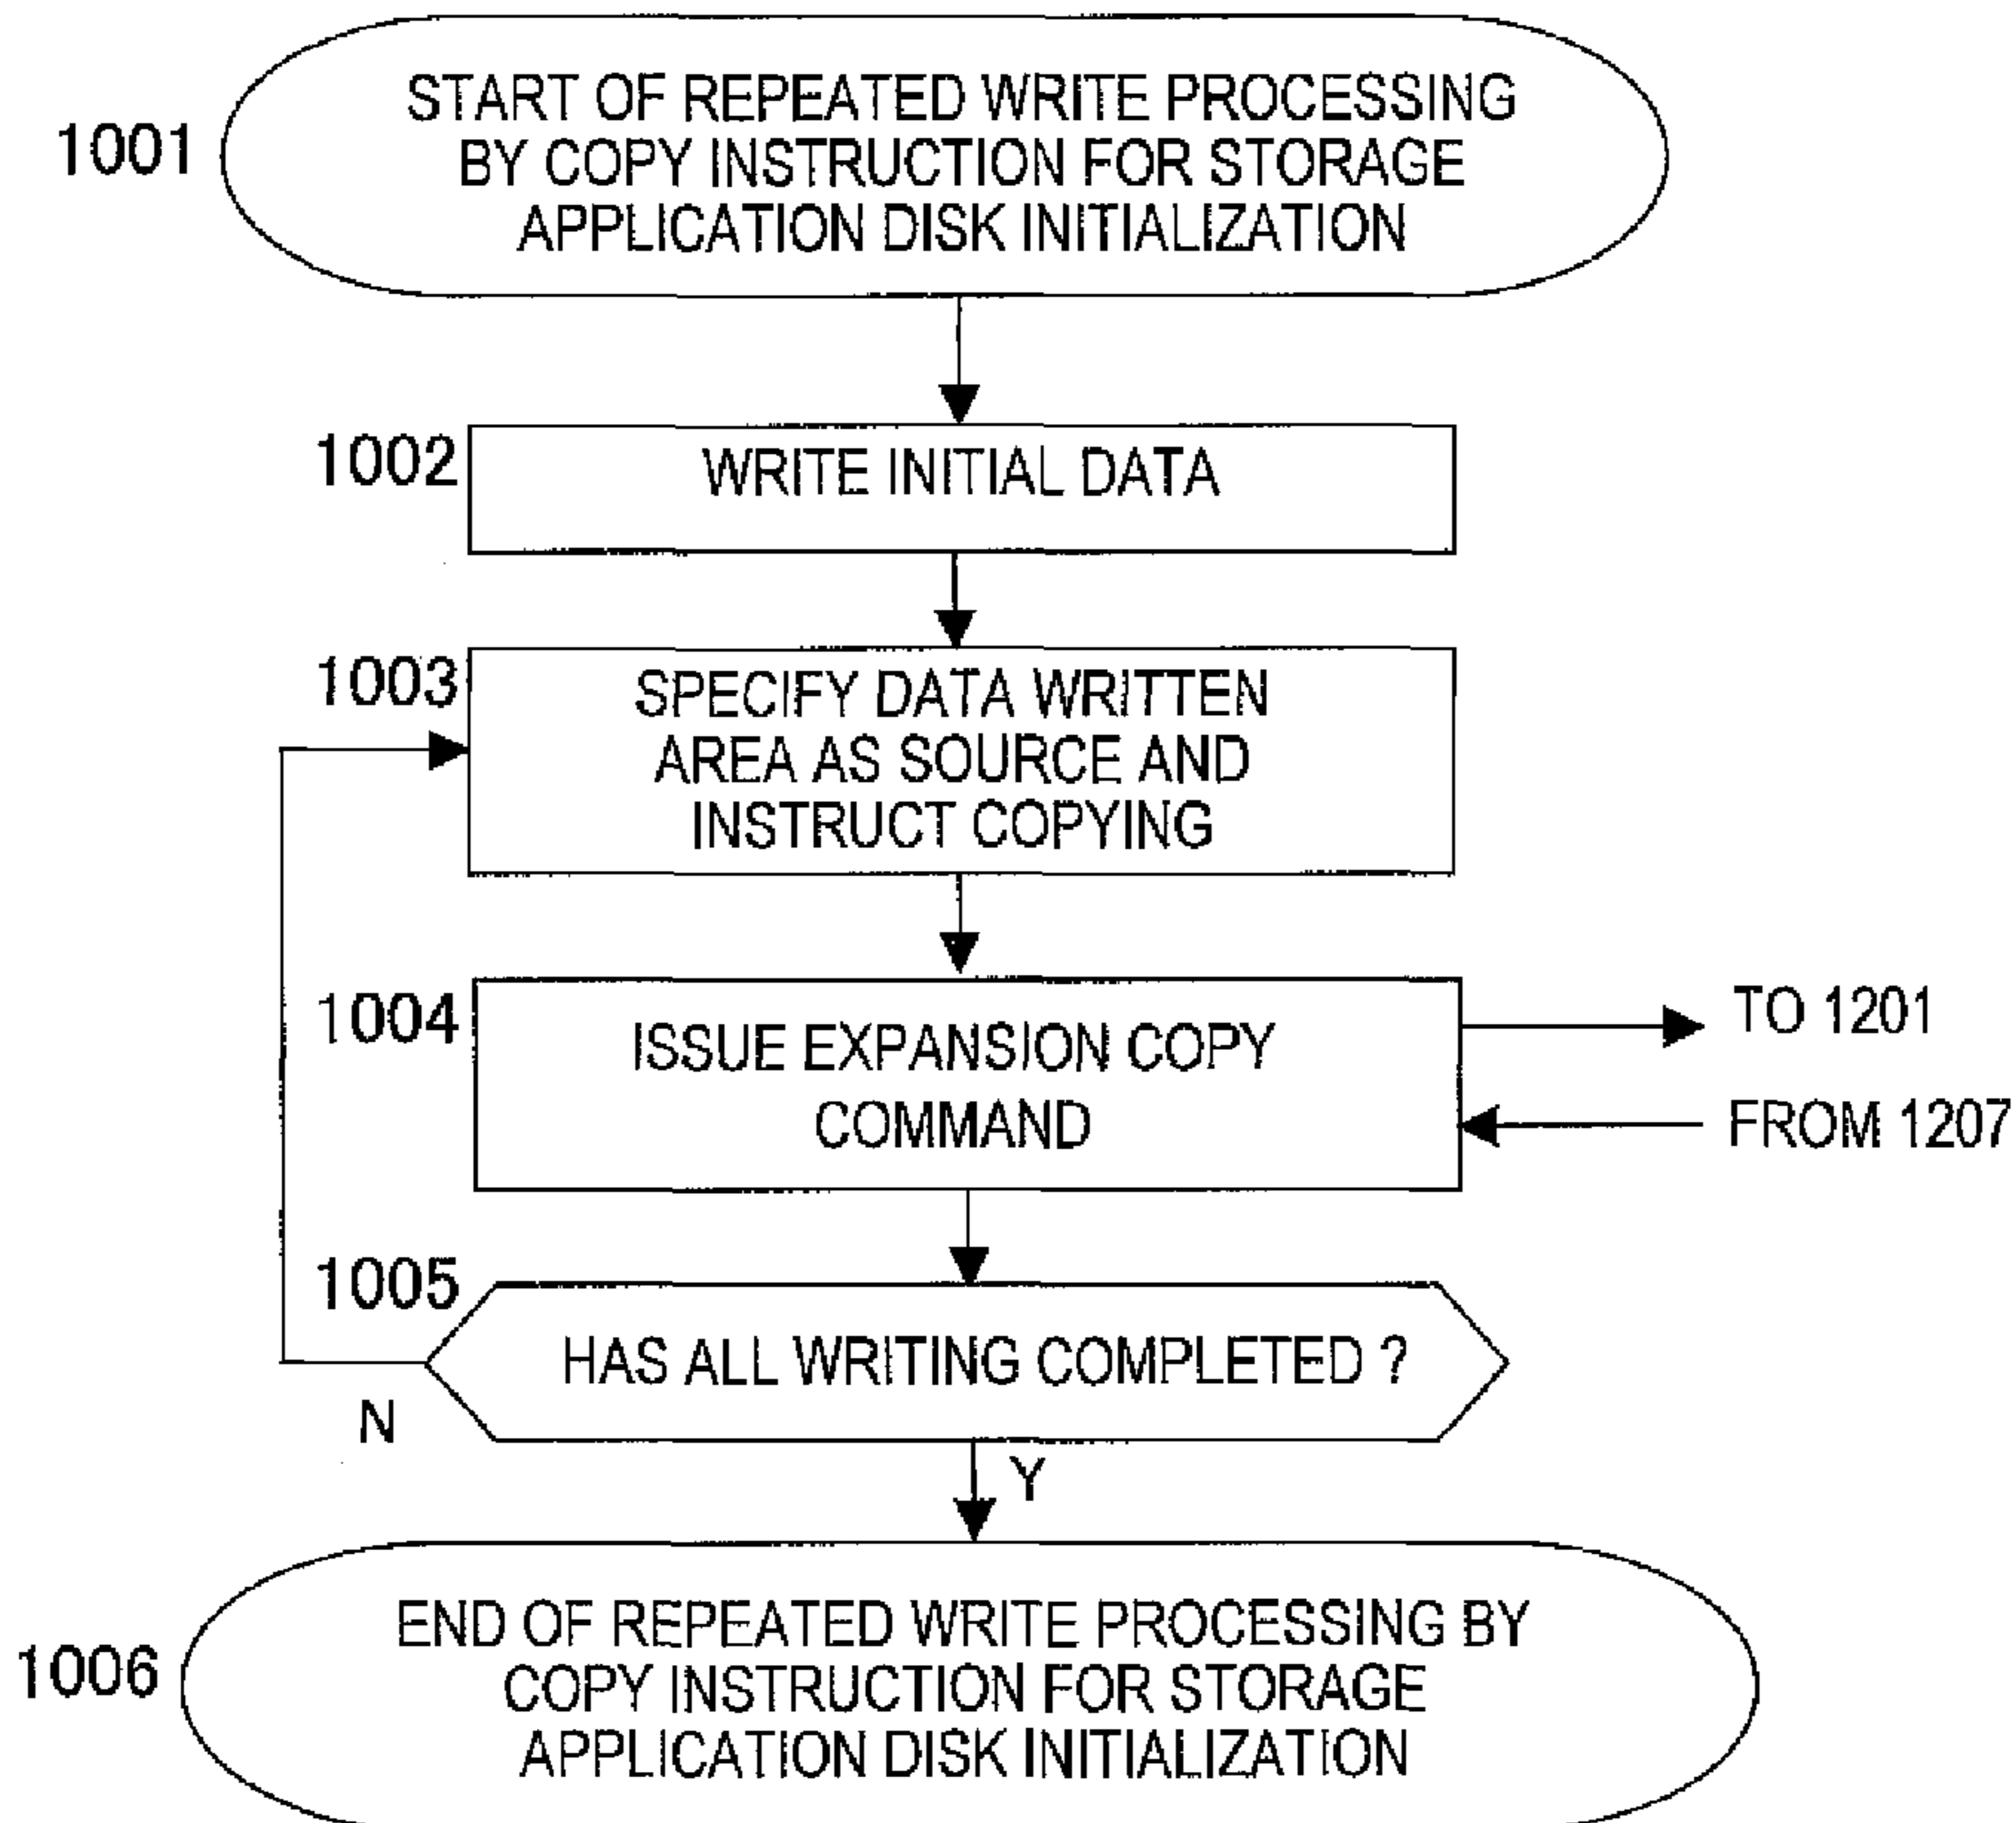 START OF REPEATED WRITE PROCESSING
1001
BY COPY INSTRUCTION FOR STORAGE
APPLICATION DISK INITIALIZATION
1002
WRITE INITIAL DATA
1003
SPECIFY DATA WRITTEN
AREA AS SOURCE AND
INSTRUCT COPYING
1004
ISSUE EXPANSION COPY
COMMAND
TO 1201
FROM 1207
1005
HAS ALL WRITING COMPLETED ?
N
Y
1006
END OF REPEATED WRITE PROCESSING BY
COPY INSTRUCTION FOR STORAGE
APPLICATION DISK INITIALIZATION